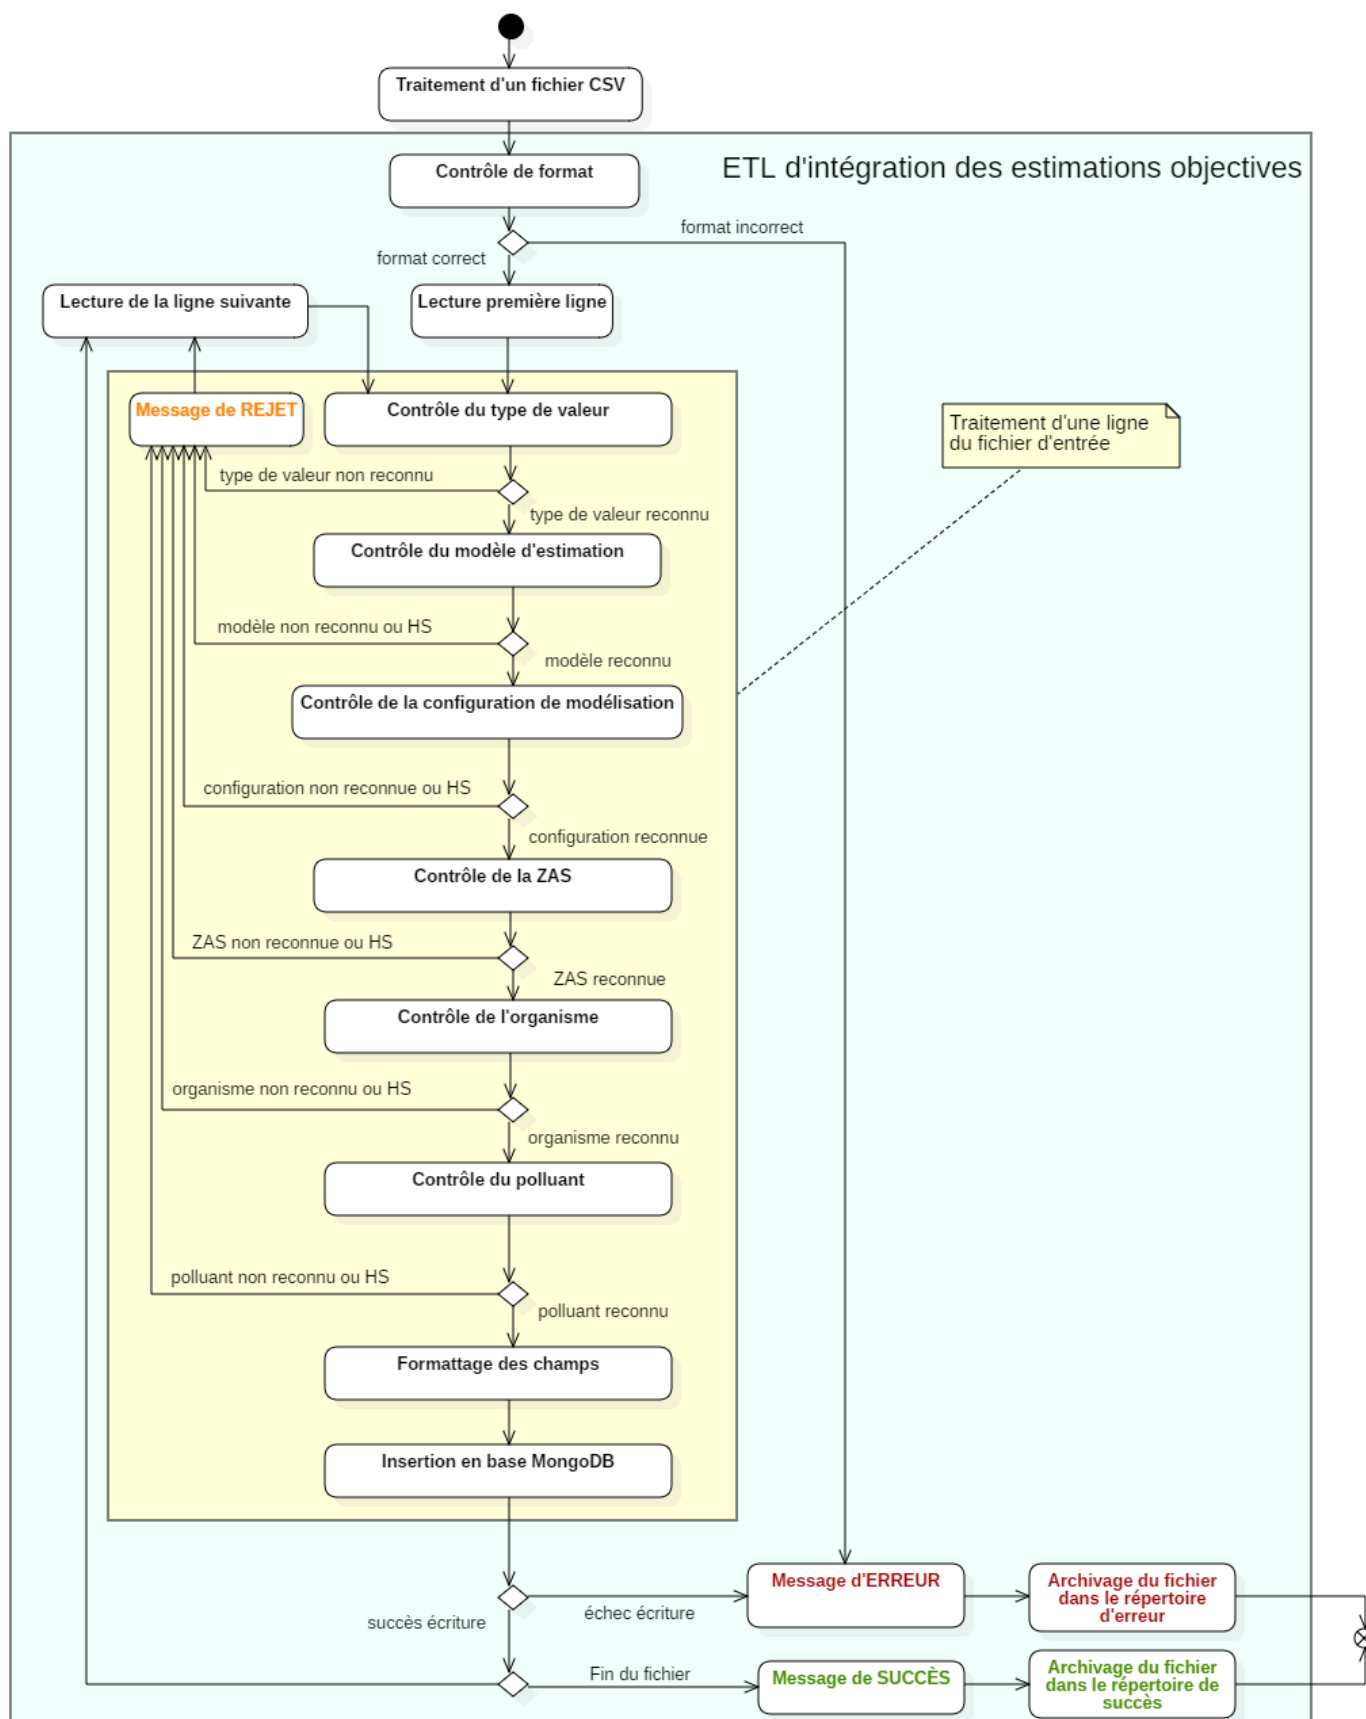 Traitement d'un fichier CSV
ETL d'intégration des estimations objectives
Contrôle de format
format incorrect
format correct
Lecture de la ligne suivante
Lecture première ligne
Message de REJET
Contrôle du type de valeur
Traitement d'une ligne
du fichier d'entrée
type de valeur non reconnu
type de valeur reconnu
Contrôle du modèle d'estimation
modèle non reconnu ou HS
modèle reconnu
Contrôle de la configuration de modélisation
configuration non reconnue ou HS
configuration reconnue
Contrôle de la ZAS
ZAS non reconnue ou HS
ZAS reconnue
Contrôle de l'organisme
organisme non reconnu ou HS
organisme reconnu
Contrôle du polluant
polluant non reconnu ou HS
polluant reconnu
Formattage des champs
Insertion en base MongoDB
Message d'ERREUR
Archivage du fichier
dans le répertoire
d'erreur
échec écriture
succès écriture
Fin du fichier
Message de SUCCÈS
Archivage du fichier
dans le répertoire de
succès